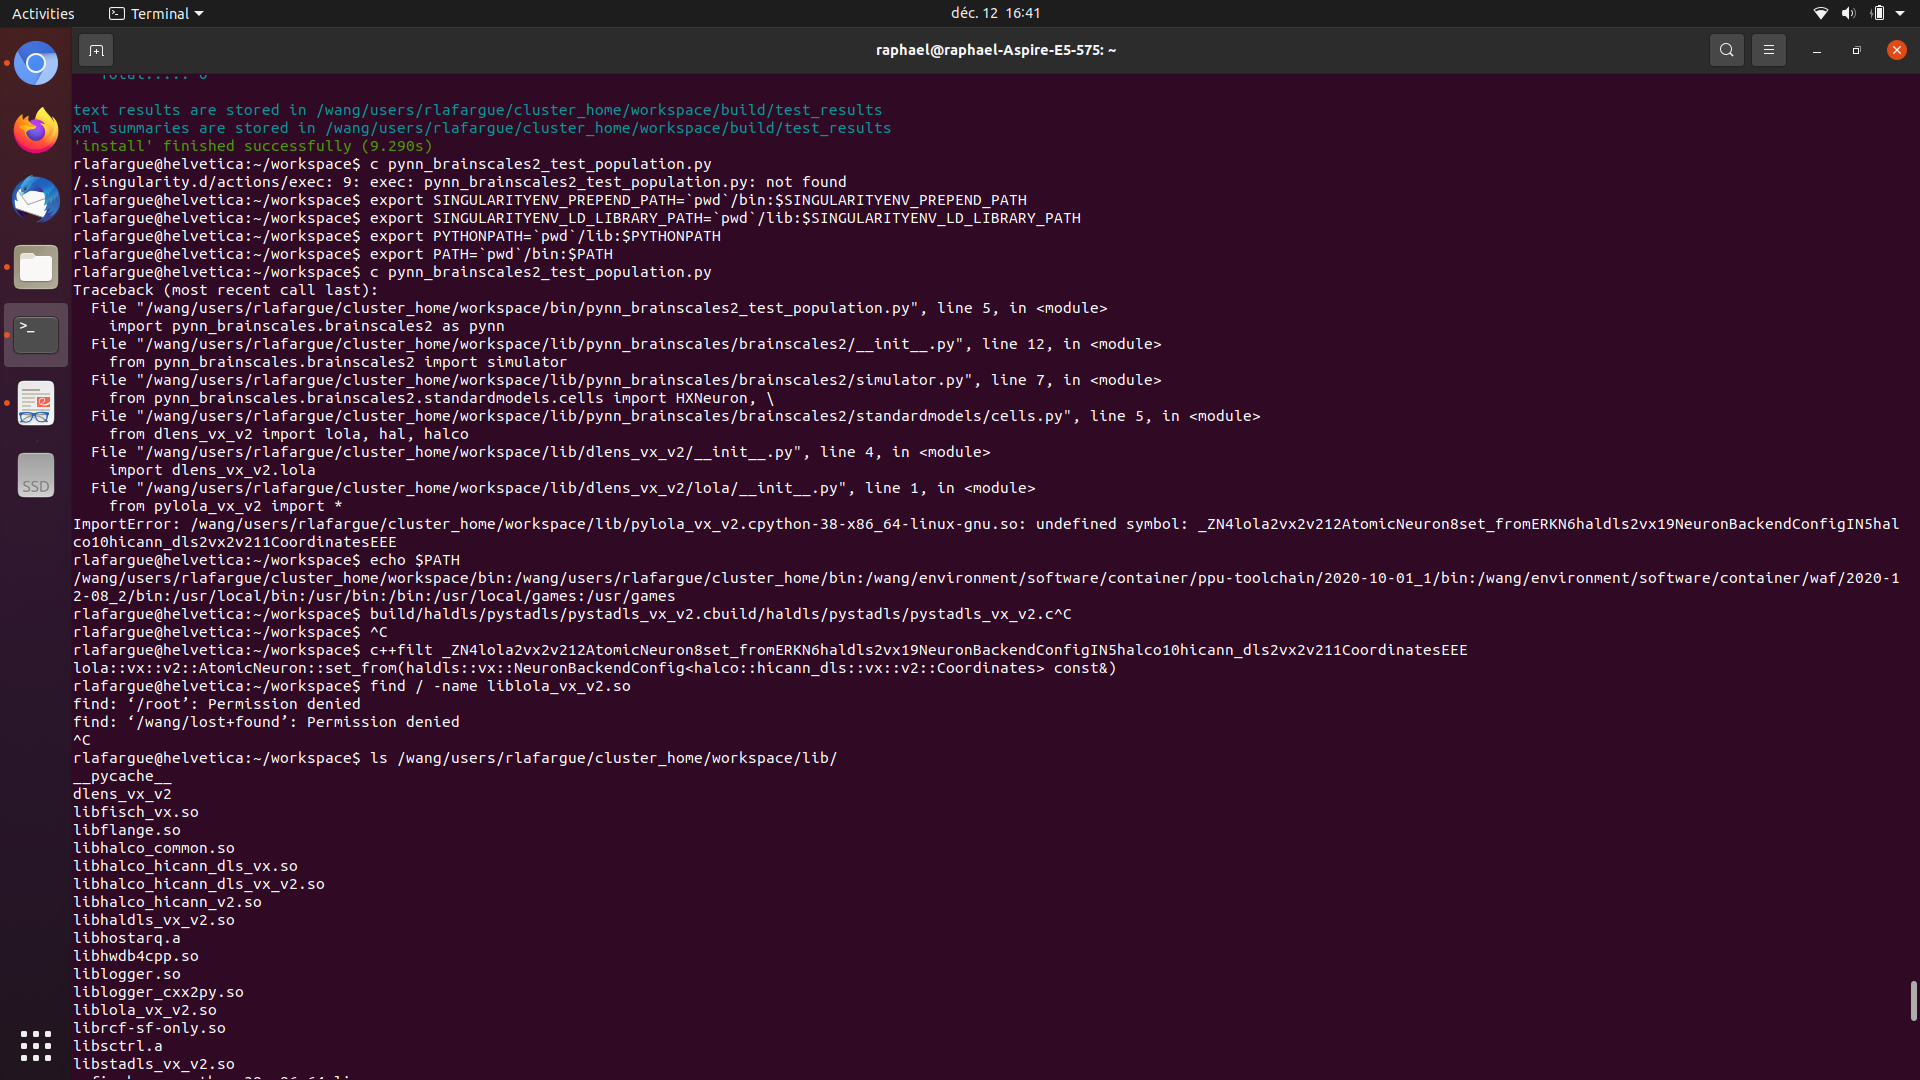 Activities
Terminal
déc. 12 16:41
raphael@raphael-Aspire-E5-575: ~
Total..... 0
text results are stored in /wang/users/rlafargue/cluster_home/workspace/build/test_results
xml summaries are stored in /wang/users/rlafargue/cluster_home/workspace/build/test_results
'install' finished successfully (9.290s)
rlafargue@helvetica:~/workspace$ c pynn_brainscales2_test_population.py
/.singularity.d/actions/exec: 9: exec: pynn_brainscales2_test_population.py: not found
rlafargue@helvetica:~/workspace$ export SINGULARITYENV_PREPEND_PATH=`pwd`/bin:$SINGULARITYENV_PREPEND_PATH
rlafargue@helvetica:~/workspace$ export SINGULARITYENV_LD_LIBRARY_PATH=`pwd`/lib:$SINGULARITYENV_LD_LIBRARY_PATH
rlafargue@helvetica:~/workspace$ export PYTHONPATH=`pwd`/lib:$PYTHONPATH
rlafargue@helvetica:~/workspace$ export PATH=`pwd`/bin:$PATH
rlafargue@helvetica:~/workspace$ c pynn_brainscales2_test_population.py
Traceback (most recent call last):
  File "/wang/users/rlafargue/cluster_home/workspace/bin/pynn_brainscales2_test_population.py", line 5, in <module>
    import pynn_brainscales.brainscales2 as pynn
  File "/wang/users/rlafargue/cluster_home/workspace/lib/pynn_brainscales/brainscales2/__init__.py", line 12, in <module>
    from pynn_brainscales.brainscales2 import simulator
  File "/wang/users/rlafargue/cluster_home/workspace/lib/pynn_brainscales/brainscales2/simulator.py", line 7, in <module>
    from pynn_brainscales.brainscales2.standardmodels.cells import HXNeuron, \
  File "/wang/users/rlafargue/cluster_home/workspace/lib/pynn_brainscales/brainscales2/standardmodels/cells.py", line 5, in <module>
    from dlens_vx_v2 import lola, hal, halco
  File "/wang/users/rlafargue/cluster_home/workspace/lib/dlens_vx_v2/__init__.py", line 4, in <module>
    import dlens_vx_v2.lola
  File "/wang/users/rlafargue/cluster_home/workspace/lib/dlens_vx_v2/lola/__init__.py", line 1, in <module>
    from pylola_vx_v2 import *
ImportError: /wang/users/rlafargue/cluster_home/workspace/lib/pylola_vx_v2.cpython-38-x86_64-linux-gnu.so: undefined symbol: _ZN4lola2vx2v212AtomicNeuron8set_fromERKN6haldls2vx19NeuronBackendConfigIN5hal
co10hicann_dls2vx2v211CoordinatesEEE
rlafargue@helvetica:~/workspace$ echo $PATH
/wang/users/rlafargue/cluster_home/workspace/bin:/wang/users/rlafargue/cluster_home/bin:/wang/environment/software/container/ppu-toolchain/2020-10-01_1/bin:/wang/environment/software/container/waf/2020-1
2-08_2/bin:/usr/local/bin:/usr/bin:/bin:/usr/local/games:/usr/games
rlafargue@helvetica:~/workspace$ build/haldls/pystadls/pystadls_vx_v2.cbuild/haldls/pystadls/pystadls_vx_v2.c^C
rlafargue@helvetica:~/workspace$ ^C
rlafargue@helvetica:~/workspace$ c++filt _ZN4lola2vx2v212AtomicNeuron8set_fromERKN6haldls2vx19NeuronBackendConfigIN5halco10hicann_dls2vx2v211CoordinatesEEE
lola::vx::v2::AtomicNeuron::set_from(haldls::vx::NeuronBackendConfig<halco::hicann_dls::vx::v2::Coordinates> const&)
rlafargue@helvetica:~/workspace$ find / -name liblola_vx_v2.so
find: ‘/root’: Permission denied
find: ‘/wang/lost+found’: Permission denied
^C
rlafargue@helvetica:~/workspace$ ls /wang/users/rlafargue/cluster_home/workspace/lib/
__pycache__
dlens_vx_v2
libfisch_vx.so
libflange.so
libhalco_common.so
libhalco_hicann_dls_vx.so
libhalco_hicann_dls_vx_v2.so
libhalco_hicann_v2.so
libhaldls_vx_v2.so
libhostarq.a
libhwdb4cpp.so
liblogger.so
liblogger_cxx2py.so
liblola_vx_v2.so
librcf-sf-only.so
libsctrl.a
libstadls_vx_v2.so
SSD